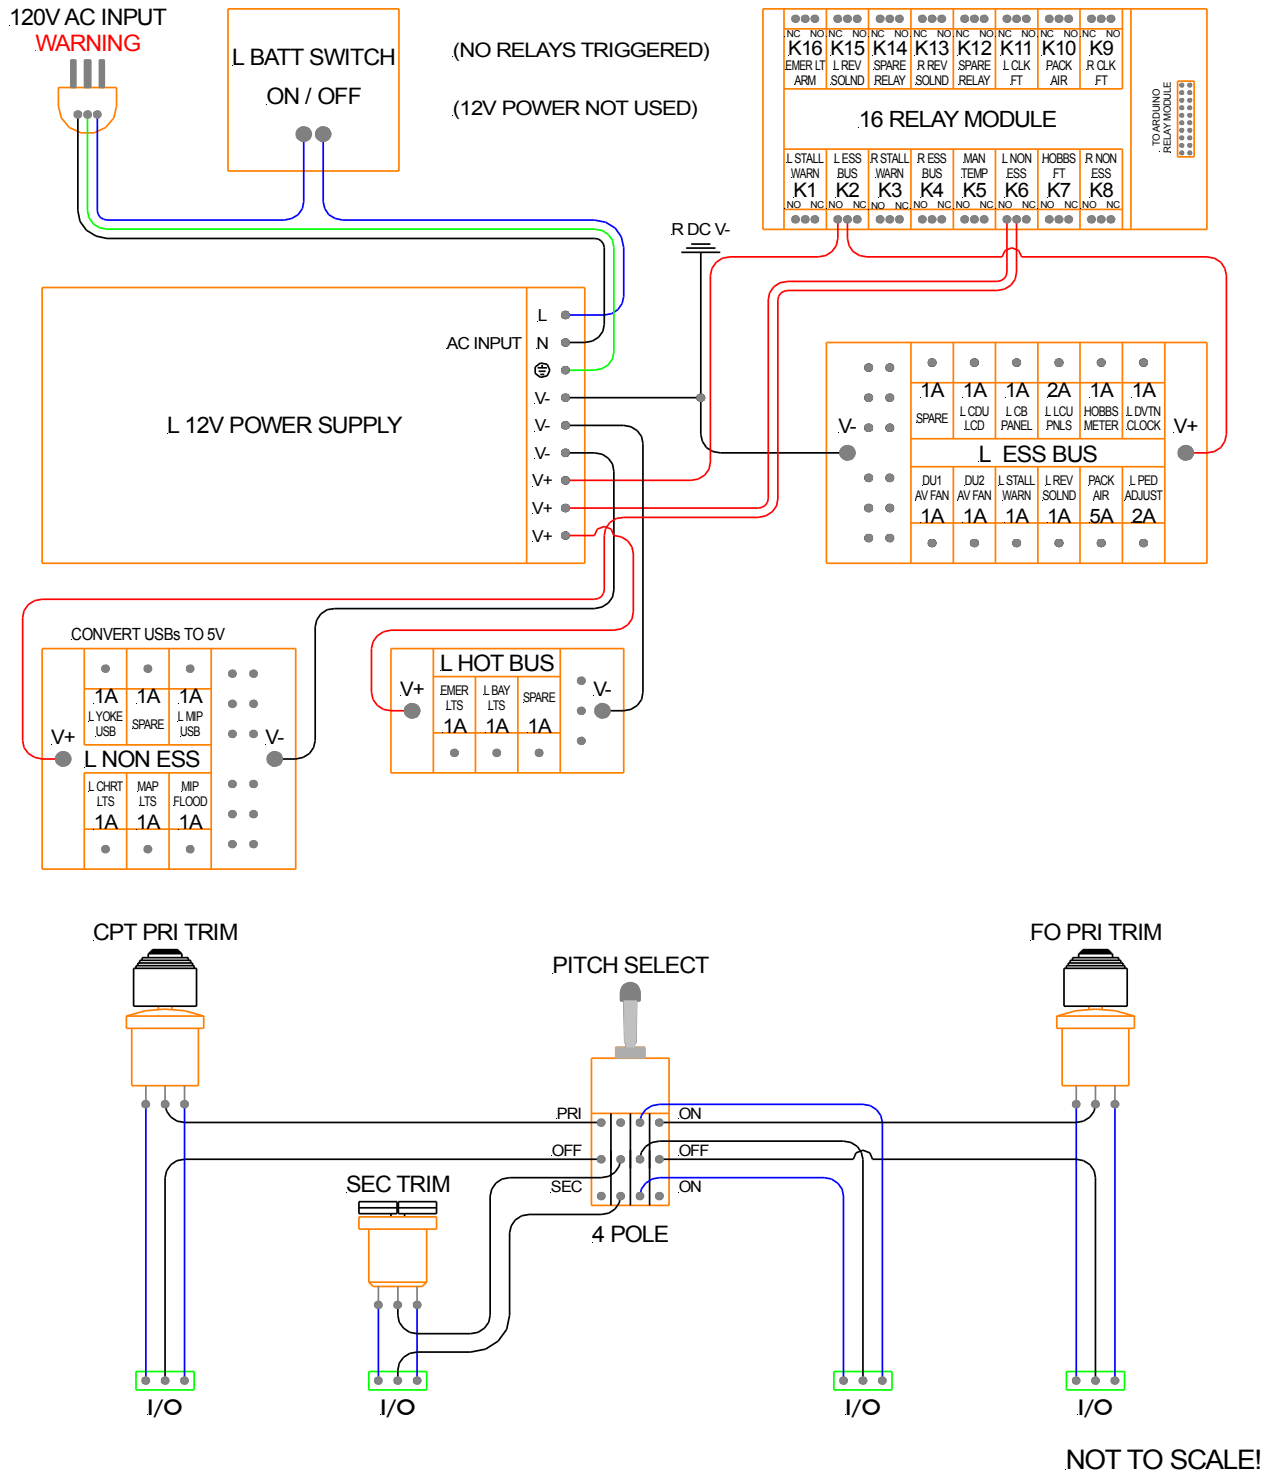 120V AC INPUT
WARNING
L BATT SWITCH
ON / OFF
(NO RELAYS TRIGGERED)
(12V POWER NOT USED)
NC NO NC NO NC NO NC NO NC NO NC NO NC NO NC NO
K16 K15 K14 K13 K12 K11 K10 K9
EMER LT L REV SPARE R REV SPARE L CLK PACK R CLK
ARM SOLND RELAY SOLND RELAY FT AIR FT
16 RELAY MODULE
TO ARDUINO
RELAY MODULE
L STALL L ESS R STALL R ESS MAN L NON HOBBS R NON
WARN BUS WARN BUS TEMP ESS FT ESS
K1 K2 K3 K4 K5 K6 K7 K8
NO NC NO NC NO NC NO NC NO NC NO NC NO NC NO NC
R DC V-
L 12V POWER SUPPLY
AC INPUT
L
N
V-
V-
V-
V+
V+
V+
1A 1A 1A 2A 1A 1A
SPARE L CDU L CB L LCU HOBBS L DVTN
LCD PANEL PNLS METER CLOCK
V-
V+
L ESS BUS
DU1 DU2 L STALL L REV PACK L PED
AV FAN AV FAN WARN SOLND AIR ADJUST
1A 1A 1A 1A 5A 2A
CONVERT USBs TO 5V
1A 1A 1A
L YOKE SPARE L MIP
USB USB
V+
V-
L NON ESS
L CHRT MAP MIP
LTS LTS FLOOD
1A 1A 1A
L HOT BUS
V+
V-
EMER L BAY SPARE
LTS LTS
1A 1A 1A
CPT PRI TRIM
PITCH SELECT
FO PRI TRIM
PRI
ON
OFF
OFF
SEC
ON
SEC TRIM
4 POLE
I/O
I/O
I/O
I/O
NOT TO SCALE!